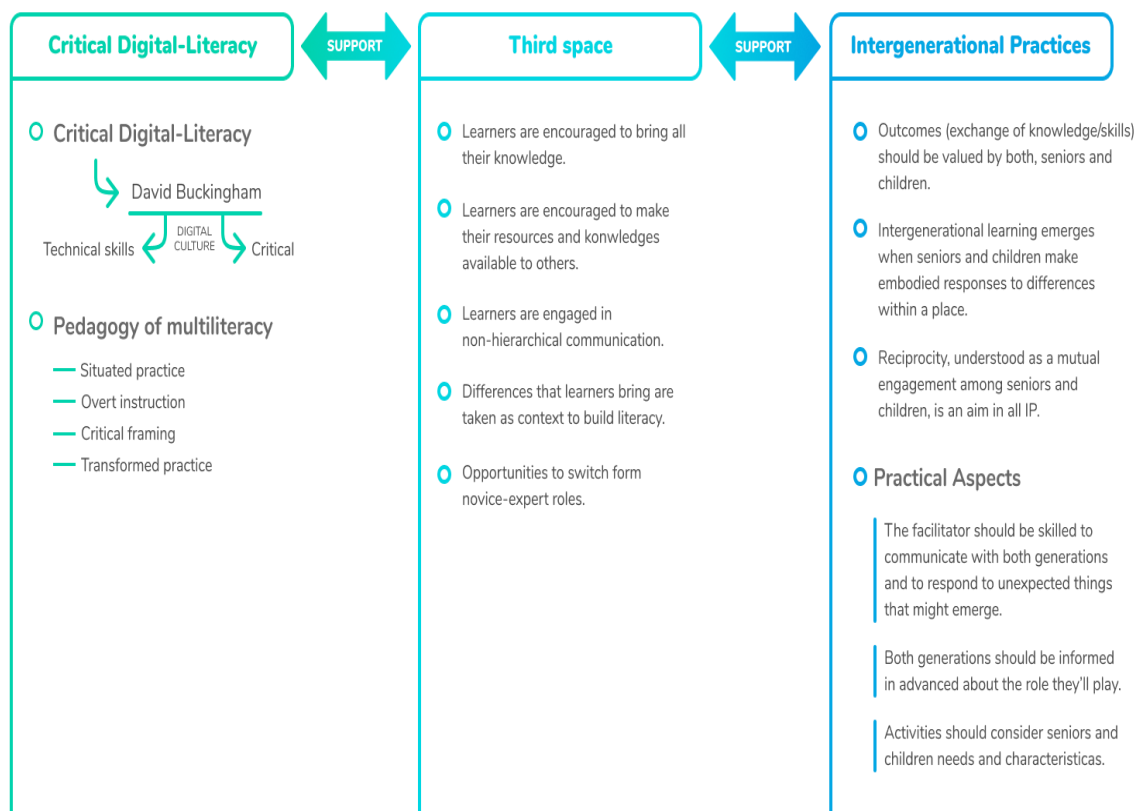 Critical Digital-Literacy
SUPPORT
Third space
SUPPORT
Intergenerational Practices
Critical Digital-Literacy
David Buckingham
DIGITAL
CULTURE
Technical skills
Critical
Pedagogy of multiliteracy
Situated practice
Overt instruction
Critical framing
Transformed practice
Learners are encouraged to bring all
their knowledge.
Learners are encouraged to make
their resources and konwledges
available to others.
Learners are engaged in
non-hierarchical communication.
Differences that learners bring are
taken as context to build literacy.
Opportunities to switch form
novice-expert roles.
Outcomes (exchange of knowledge/skills)
should be valued by both, seniors and
children.
Intergenerational learning emerges
when seniors and children make
embodied responses to differences
within a place.
Reciprocity, understood as a mutual
engagement among seniors and
children, is an aim in all IP.
Practical Aspects
The facilitator should be skilled to
communicate with both generations
and to respond to unexpected things
that might emerge.
Both generations should be informed
in advanced about the role they'll play.
Activities should consider seniors and
children needs and characteristicas.